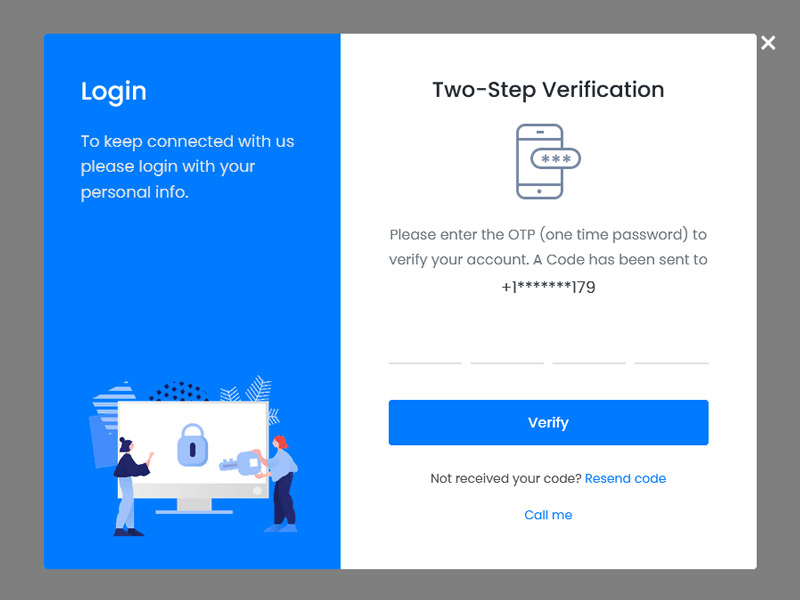 Login
To keep connected with us
please login with your
personal info.
Two-Step Verification
***
Please enter the OTP (one time password) to
verify your account. A Code has been sent to
+1*******179
Verify
Not received your code? Resend code
Call me